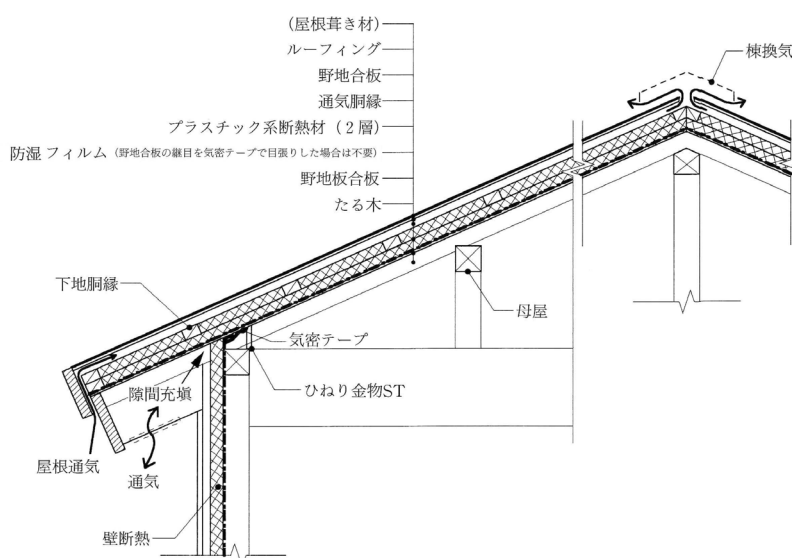 (屋根葺き材)
ルーフィング
野地合板
通気胴縁
プラスチック系断熱材（2層）
防湿フィルム（野地合板の継目を気密テープで目張りした場合は不要）
野地板合板
たる木
棟換気
下地胴縁
母屋
気密テープ
ひねり金物ST
隙間充塡
屋根通気
通気
壁断熱